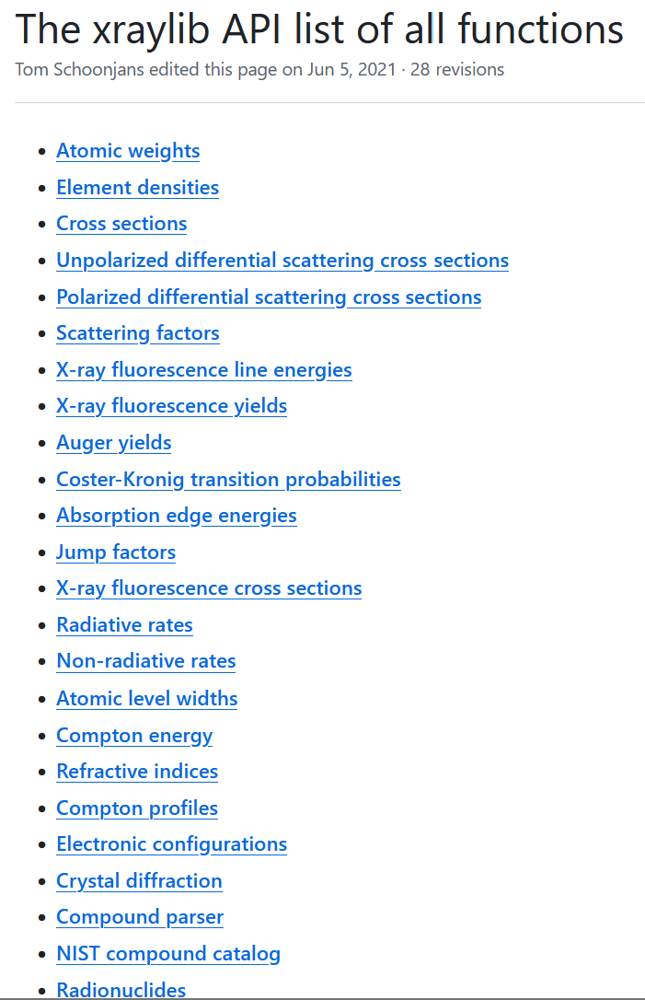 The xraylib API list of all functions
Tom Schoonjans edited this page on Jun 5, 2021 · 28 revisions
Atomic weights
Element densities
Cross sections
Unpolarized differential scattering cross sections
Polarized differential scattering cross sections
Scattering factors
X-ray fluorescence line energies
X-ray fluorescence yields
Auger yields
Coster-Kronig transition probabilities
Absorption edge energies
Jump factors
X-ray fluorescence cross sections
Radiative rates
Non-radiative rates
Atomic level widths
Compton energy
Refractive indices
Compton profiles
Electronic configurations
Crystal diffraction
Compound parser
NIST compound catalog
Radionuclides